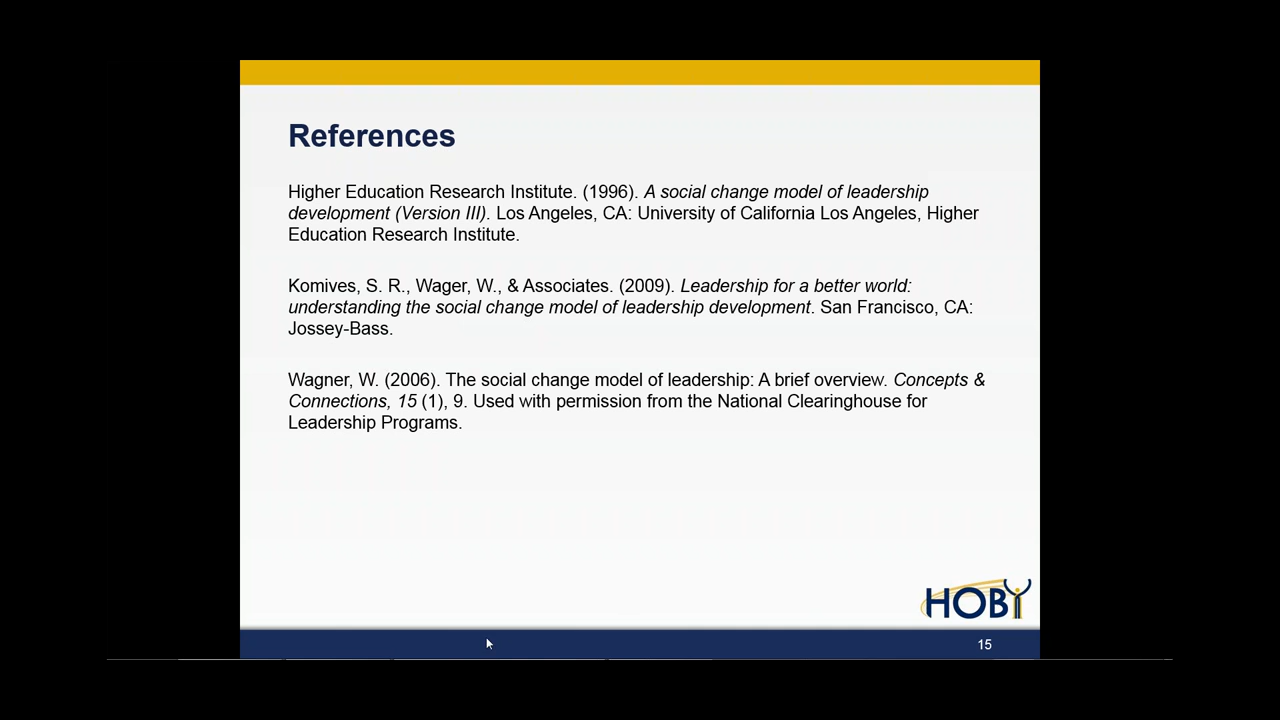 References
Higher Education Research Institute. (1996). A social change model of leadership
development (Version III). Los Angeles, CA: University of California Los Angeles, Higher
Education Research Institute.
Komives, S. R., Wager, W., & Associates. (2009). Leadership for a better world:
understanding the social change model of leadership development. San Francisco, CA:
Jossey-Bass.
Wagner, W. (2006). The social change model of leadership: A brief overview. Concepts &
Connections, 15 (1), 9. Used with permission from the National Clearinghouse for
Leadership Programs.
HOBY
15